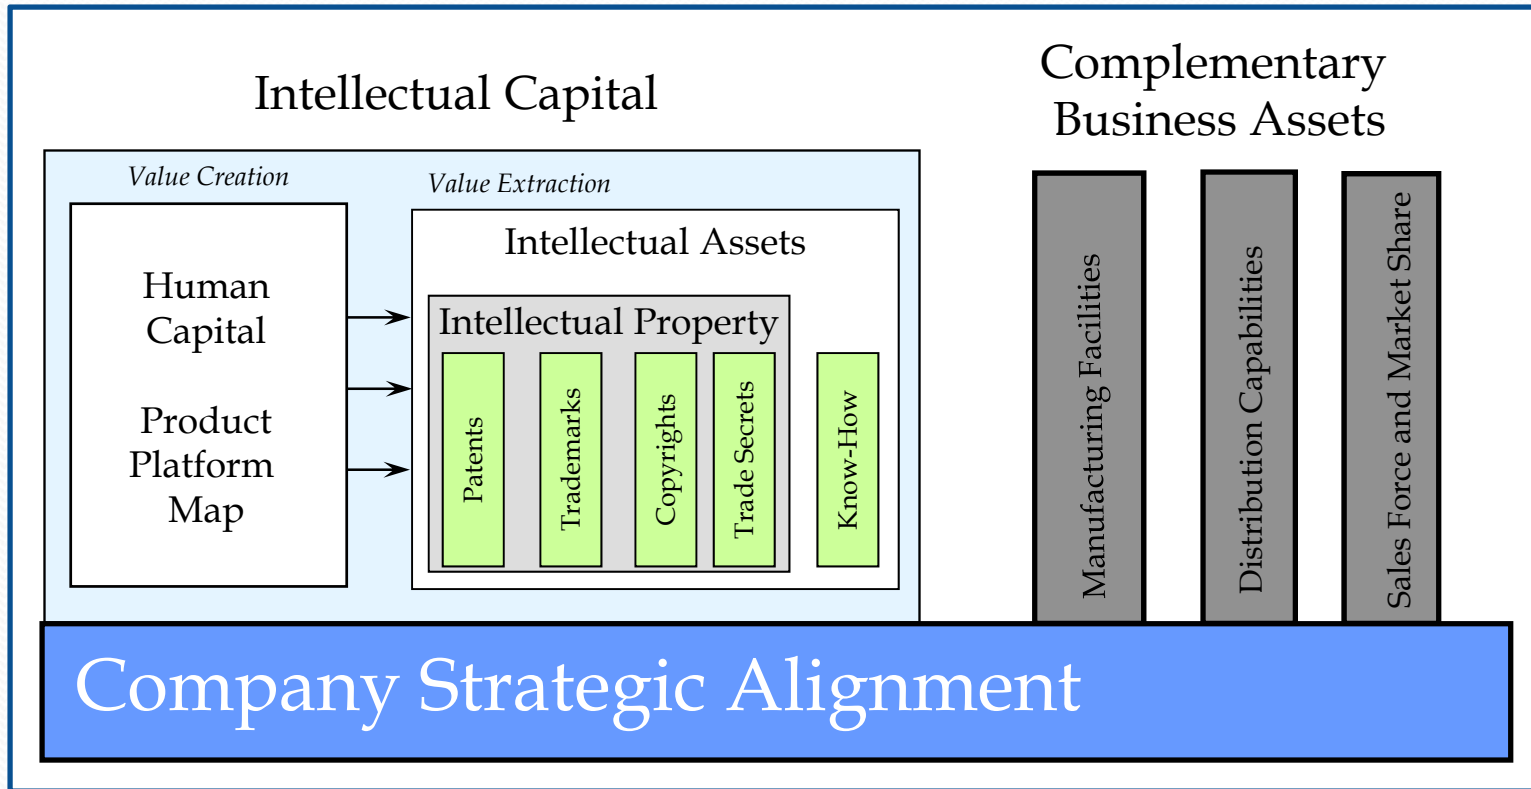 Intellectual Capital
Complementary
Business Assets
Value Creation
Value Extraction
Human
Capital
Product
Platform
Map
Intellectual Assets
Intellectual Property
Patents
Trademarks
Copyrights
Trade Secrets
Know-How
Manufacturing Facilities
Distribution Capabilities
Sales Force and Market Share
Company Strategic Alignment